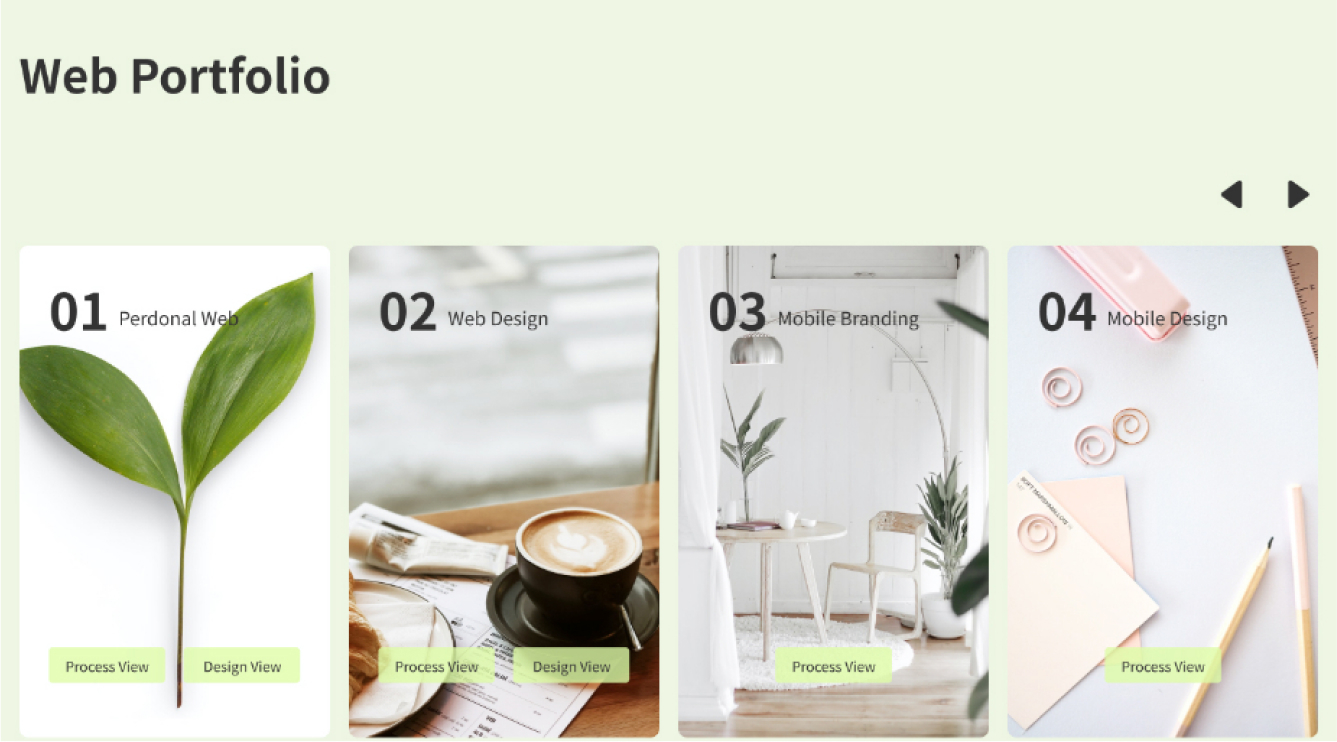 Web Portfolio
01 Perdonal Web
02 Web Design
03 Mobile Branding
04 Mobile Design
Process View
Design View
Process View
Design View
Process View
Process View